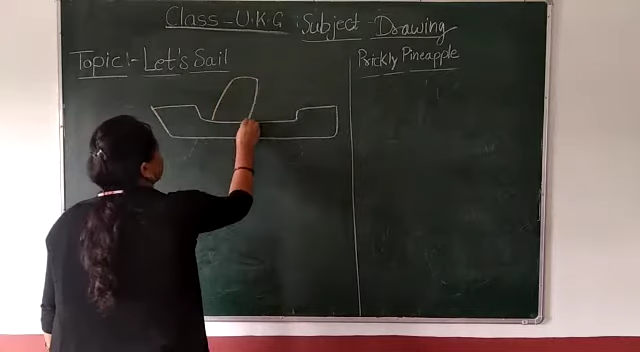 Class - U.K.G : Subject - Drawing
Topic:- Let's Sail
Prickly Pineapple